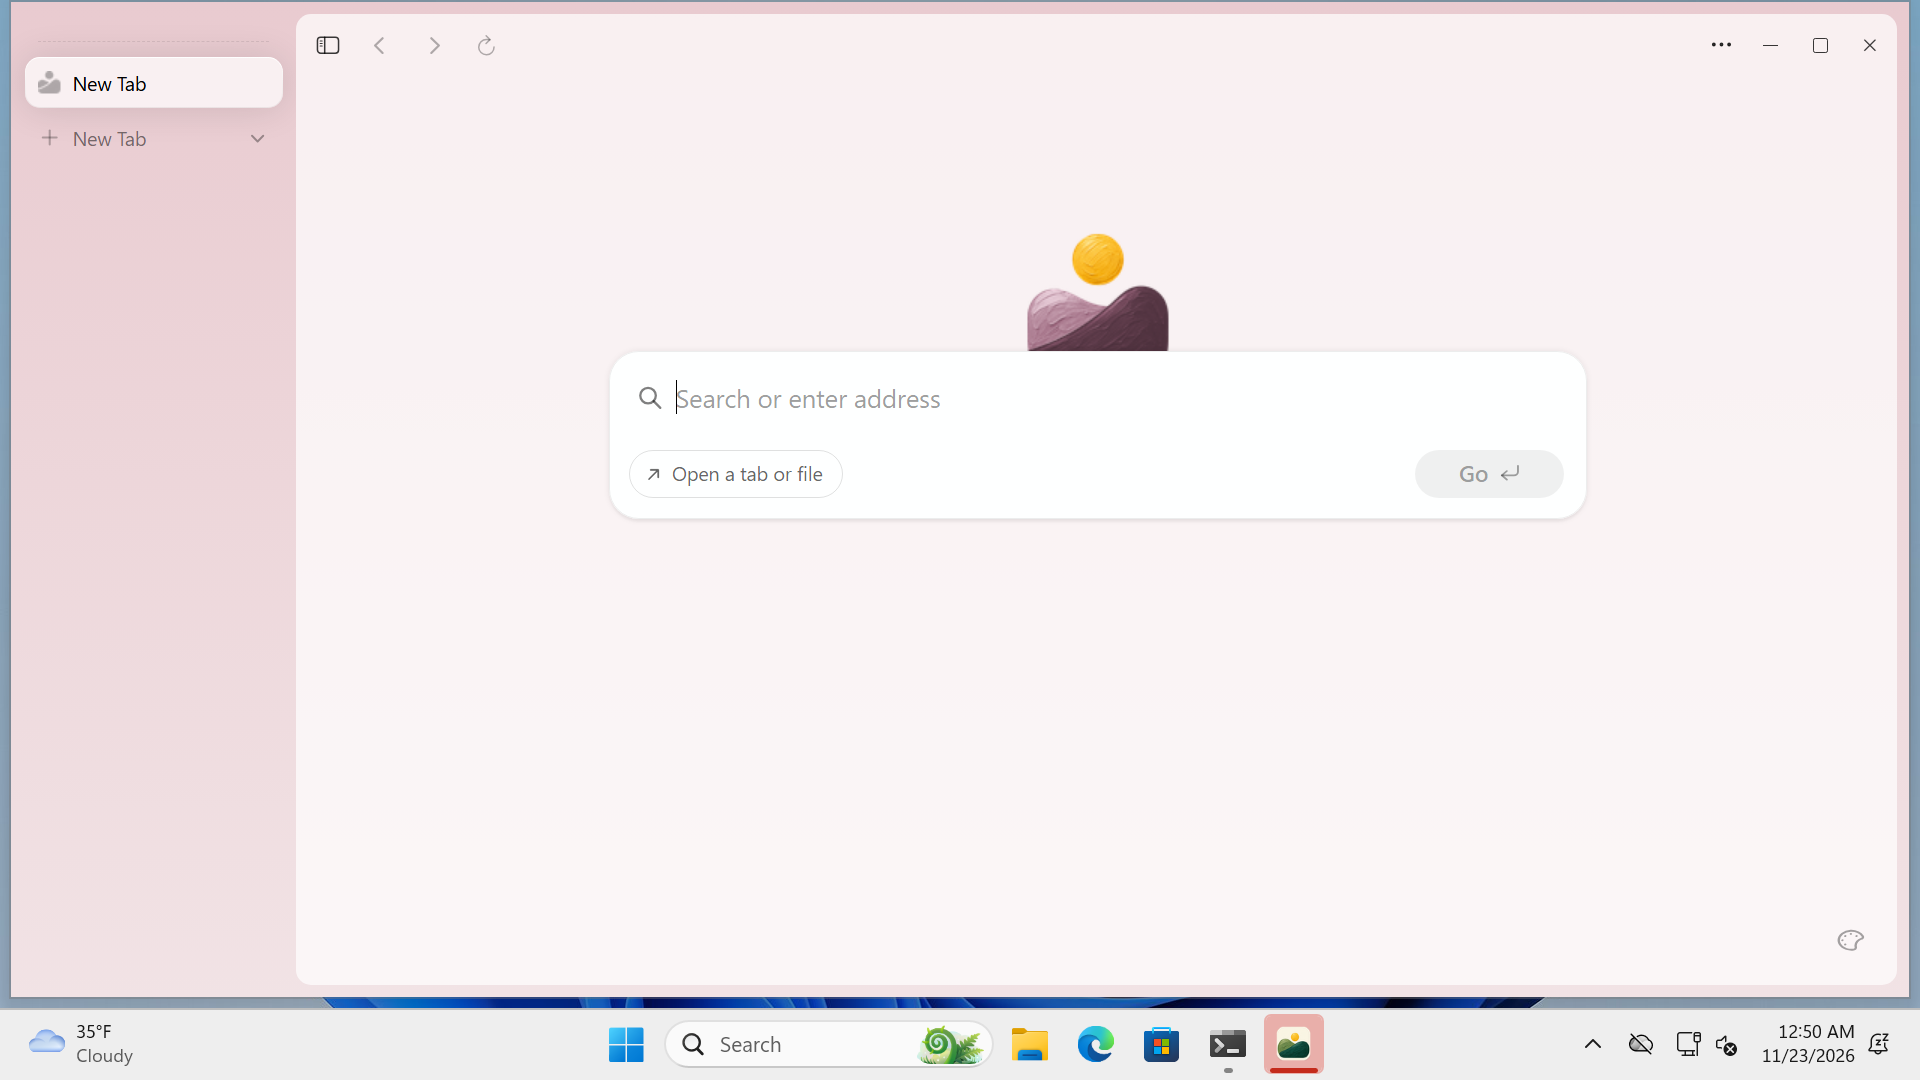 New Tab
New Tab
Search or enter address
Open a tab or file
Go
35°F
Cloudy
Search
12:50 AM
11/23/2026